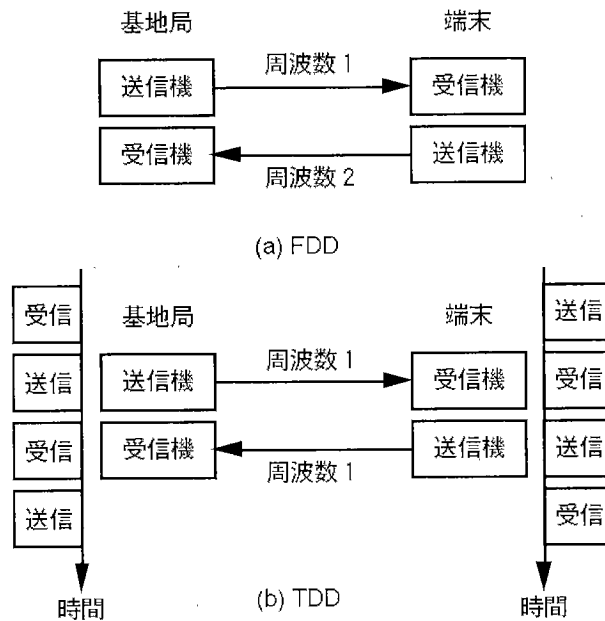 基地局 端末
送信機 周波数1 受信機
受信機 周波数2 送信機
(a) FDD
受信 基地局 端末 送信
送信 送信機 周波数1 受信機 受信
受信 受信機 周波数1 送信機 送信
送信 受信
時間 (b) TDD 時間